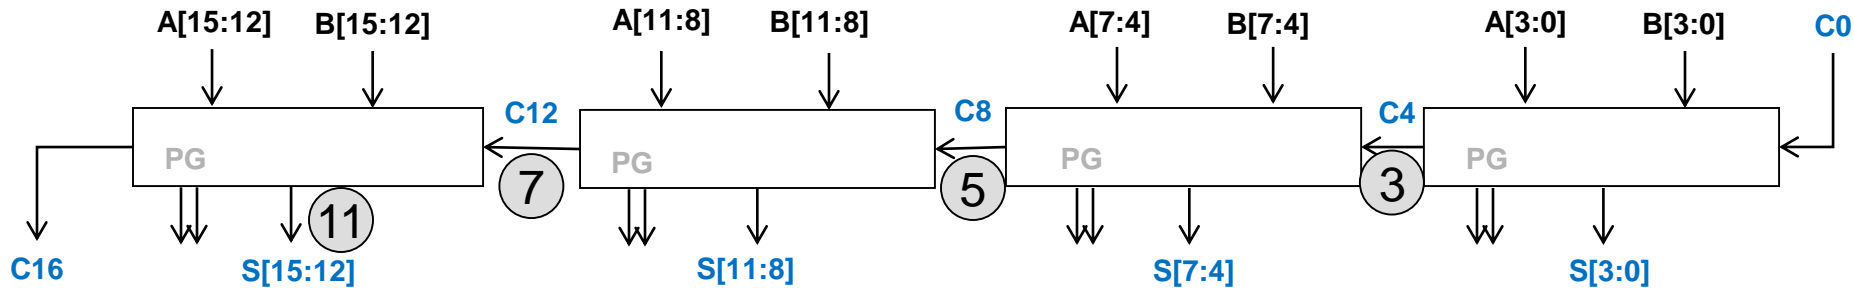 A[15:12] B[15:12] A[11:8] B[11:8] A[7:4] B[7:4] A[3:0] B[3:0] C0
C12 C8 C4
PG PG PG PG
7 5 3
11
C16 S[15:12] S[11:8] S[7:4] S[3:0]